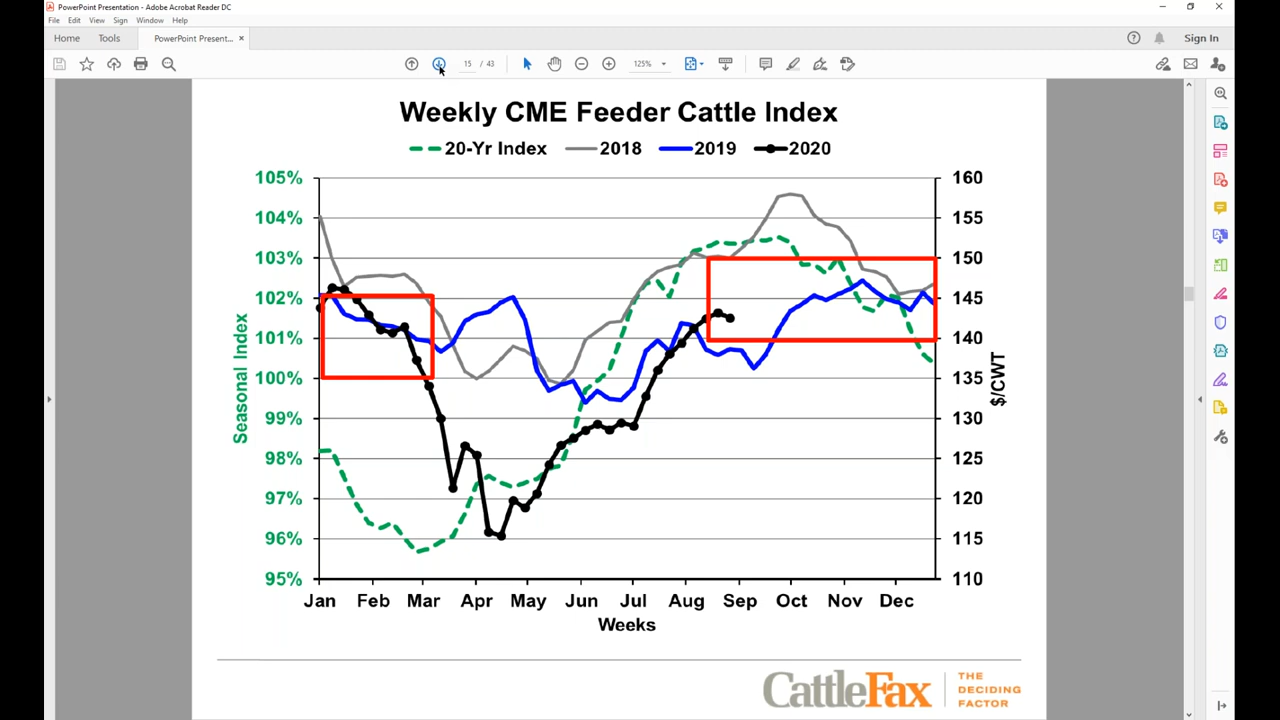 PowerPoint Presentation - Adobe Acrobat Reader DC
File Edit View Sign Window Help
Home Tools PowerPoint Present... × Sign In
15 / 43 125%
Weekly CME Feeder Cattle Index
20-Yr Index 2018 2019 2020
105% 160
104% 155
103% 150
102% 145
101% 140
100% 135
99% 130
98% 125
97% 120
96% 115
95% 110
Seasonal Index
$/CWT
Jan Feb Mar Apr May Jun Jul Aug Sep Oct Nov Dec
Weeks
CattleFax
THE
DECIDING
FACTOR